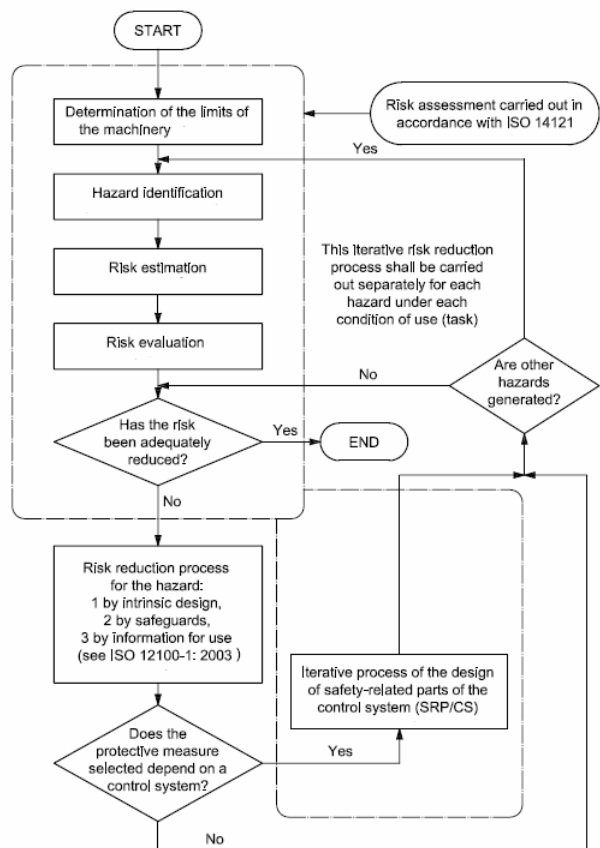 START
Determination of the limits of
the machinery
Risk assessment carried out in
accordance with ISO 14121
Yes
Hazard identification
This iterative risk reduction
process shall be carried
out separately for each
hazard under each
condition of use (task)
Risk estimation
Risk evaluation
Are other
hazards
generated?
No
Has the risk
been adequately
reduced?
Yes
END
No
Risk reduction process
for the hazard:
1 by intrinsic design,
2 by safeguards,
3 by information for use
(see ISO 12100-1: 2003 )
Iterative process of the design
of safety-related parts of the
control system (SRP/CS)
Does the
protective measure
selected depend on a
control system?
Yes
No